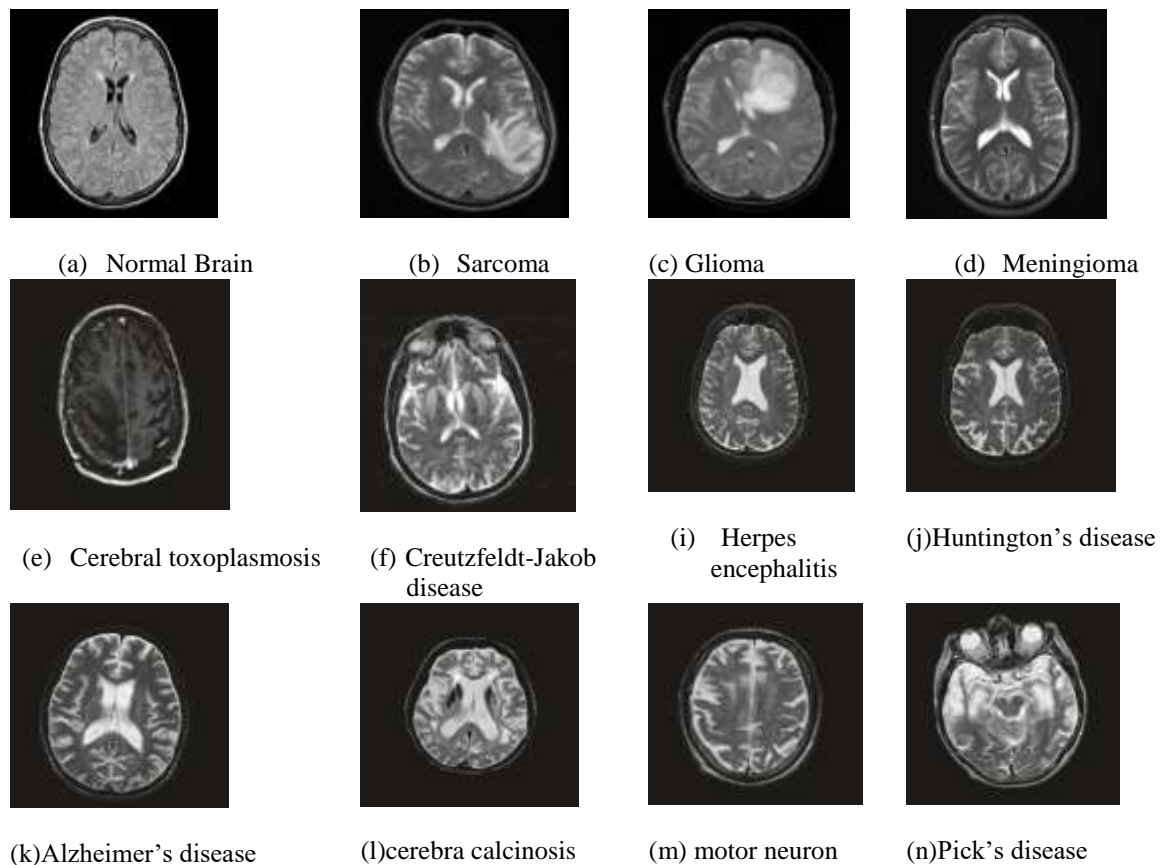 (a) Normal Brain
(b) Sarcoma
(c) Glioma
(d) Meningioma
(e) Cerebral toxoplasmosis
(f) Creutzfeldt-Jakob
disease
(i) Herpes
encephalitis
(j)Huntington’s disease
(k)Alzheimer’s disease
(l)cerebra calcinosis
(m) motor neuron
(n)Pick’s disease